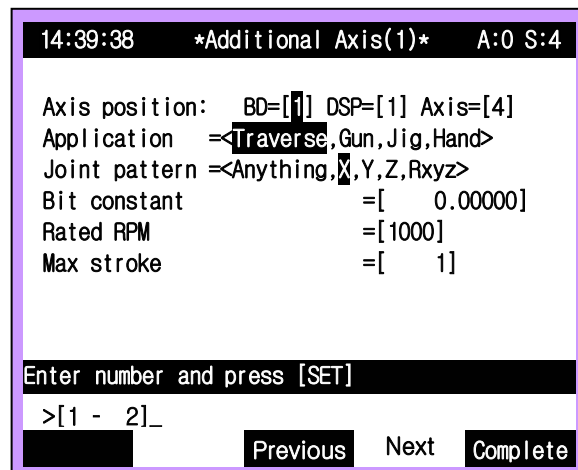 14:39:38 *Additional Axis(1)* A:0 S:4
Axis position: BD=[1] DSP=[1] Axis=[4]
Application =<Traverse,Gun,Jig,Hand>
Joint pattern =<Anything,X,Y,Z,Rxyz>
Bit constant =[ 0.00000]
Rated RPM =[1000]
Max stroke =[ 1]
Enter number and press [SET]
>[1 - 2]_
Previous Next Complete